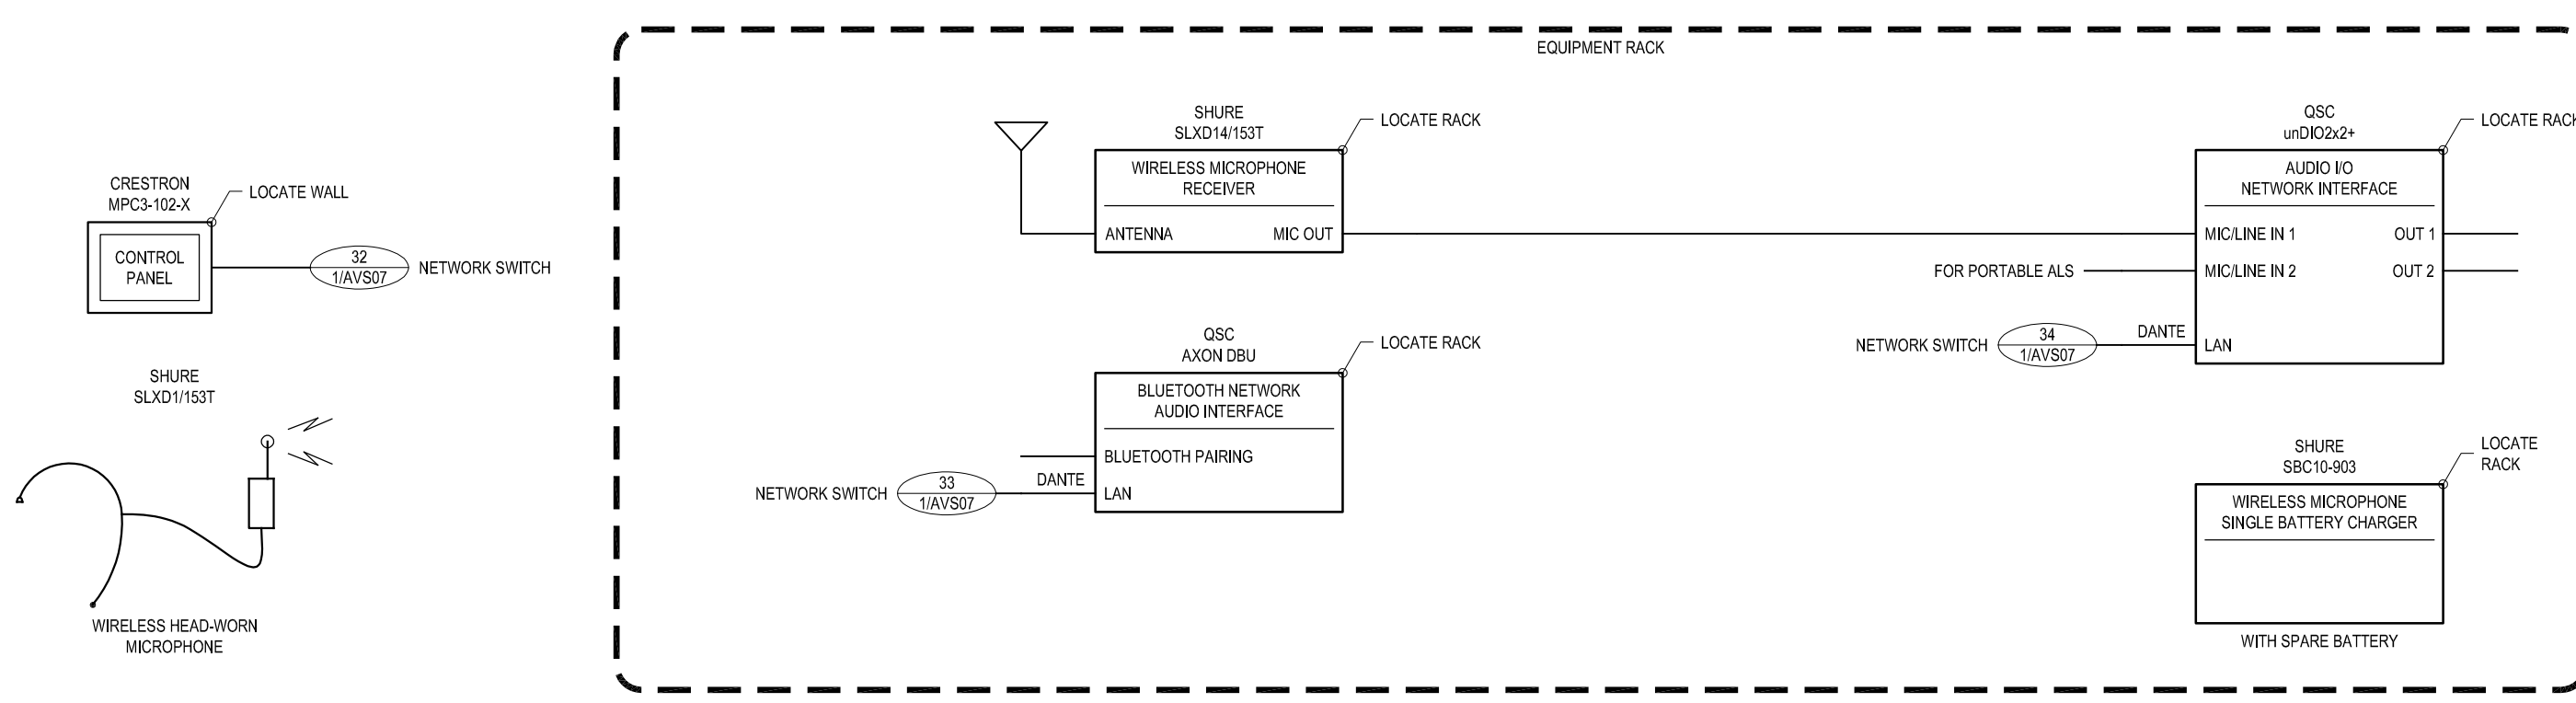 EQUIPMENT RACK
CRESTRON
MPC3-102-X
LOCATE WALL
CONTROL
PANEL
32
1/AVS07
NETWORK SWITCH
SHURE
SLXD1/153T
WIRELESS HEAD-WORN
MICROPHONE
SHURE
SLXD14/153T
LOCATE RACK
WIRELESS MICROPHONE
RECEIVER
ANTENNA
MIC OUT
QSC
AXON DBU
LOCATE RACK
BLUETOOTH NETWORK
AUDIO INTERFACE
BLUETOOTH PAIRING
NETWORK SWITCH
33
1/AVS07
DANTE
LAN
QSC
unDIO2x2+
LOCATE RACK
AUDIO I/O
NETWORK INTERFACE
MIC/LINE IN 1
OUT 1
FOR PORTABLE ALS
MIC/LINE IN 2
OUT 2
NETWORK SWITCH
34
1/AVS07
DANTE
LAN
SHURE
SBC10-903
LOCATE
RACK
WIRELESS MICROPHONE
SINGLE BATTERY CHARGER
WITH SPARE BATTERY